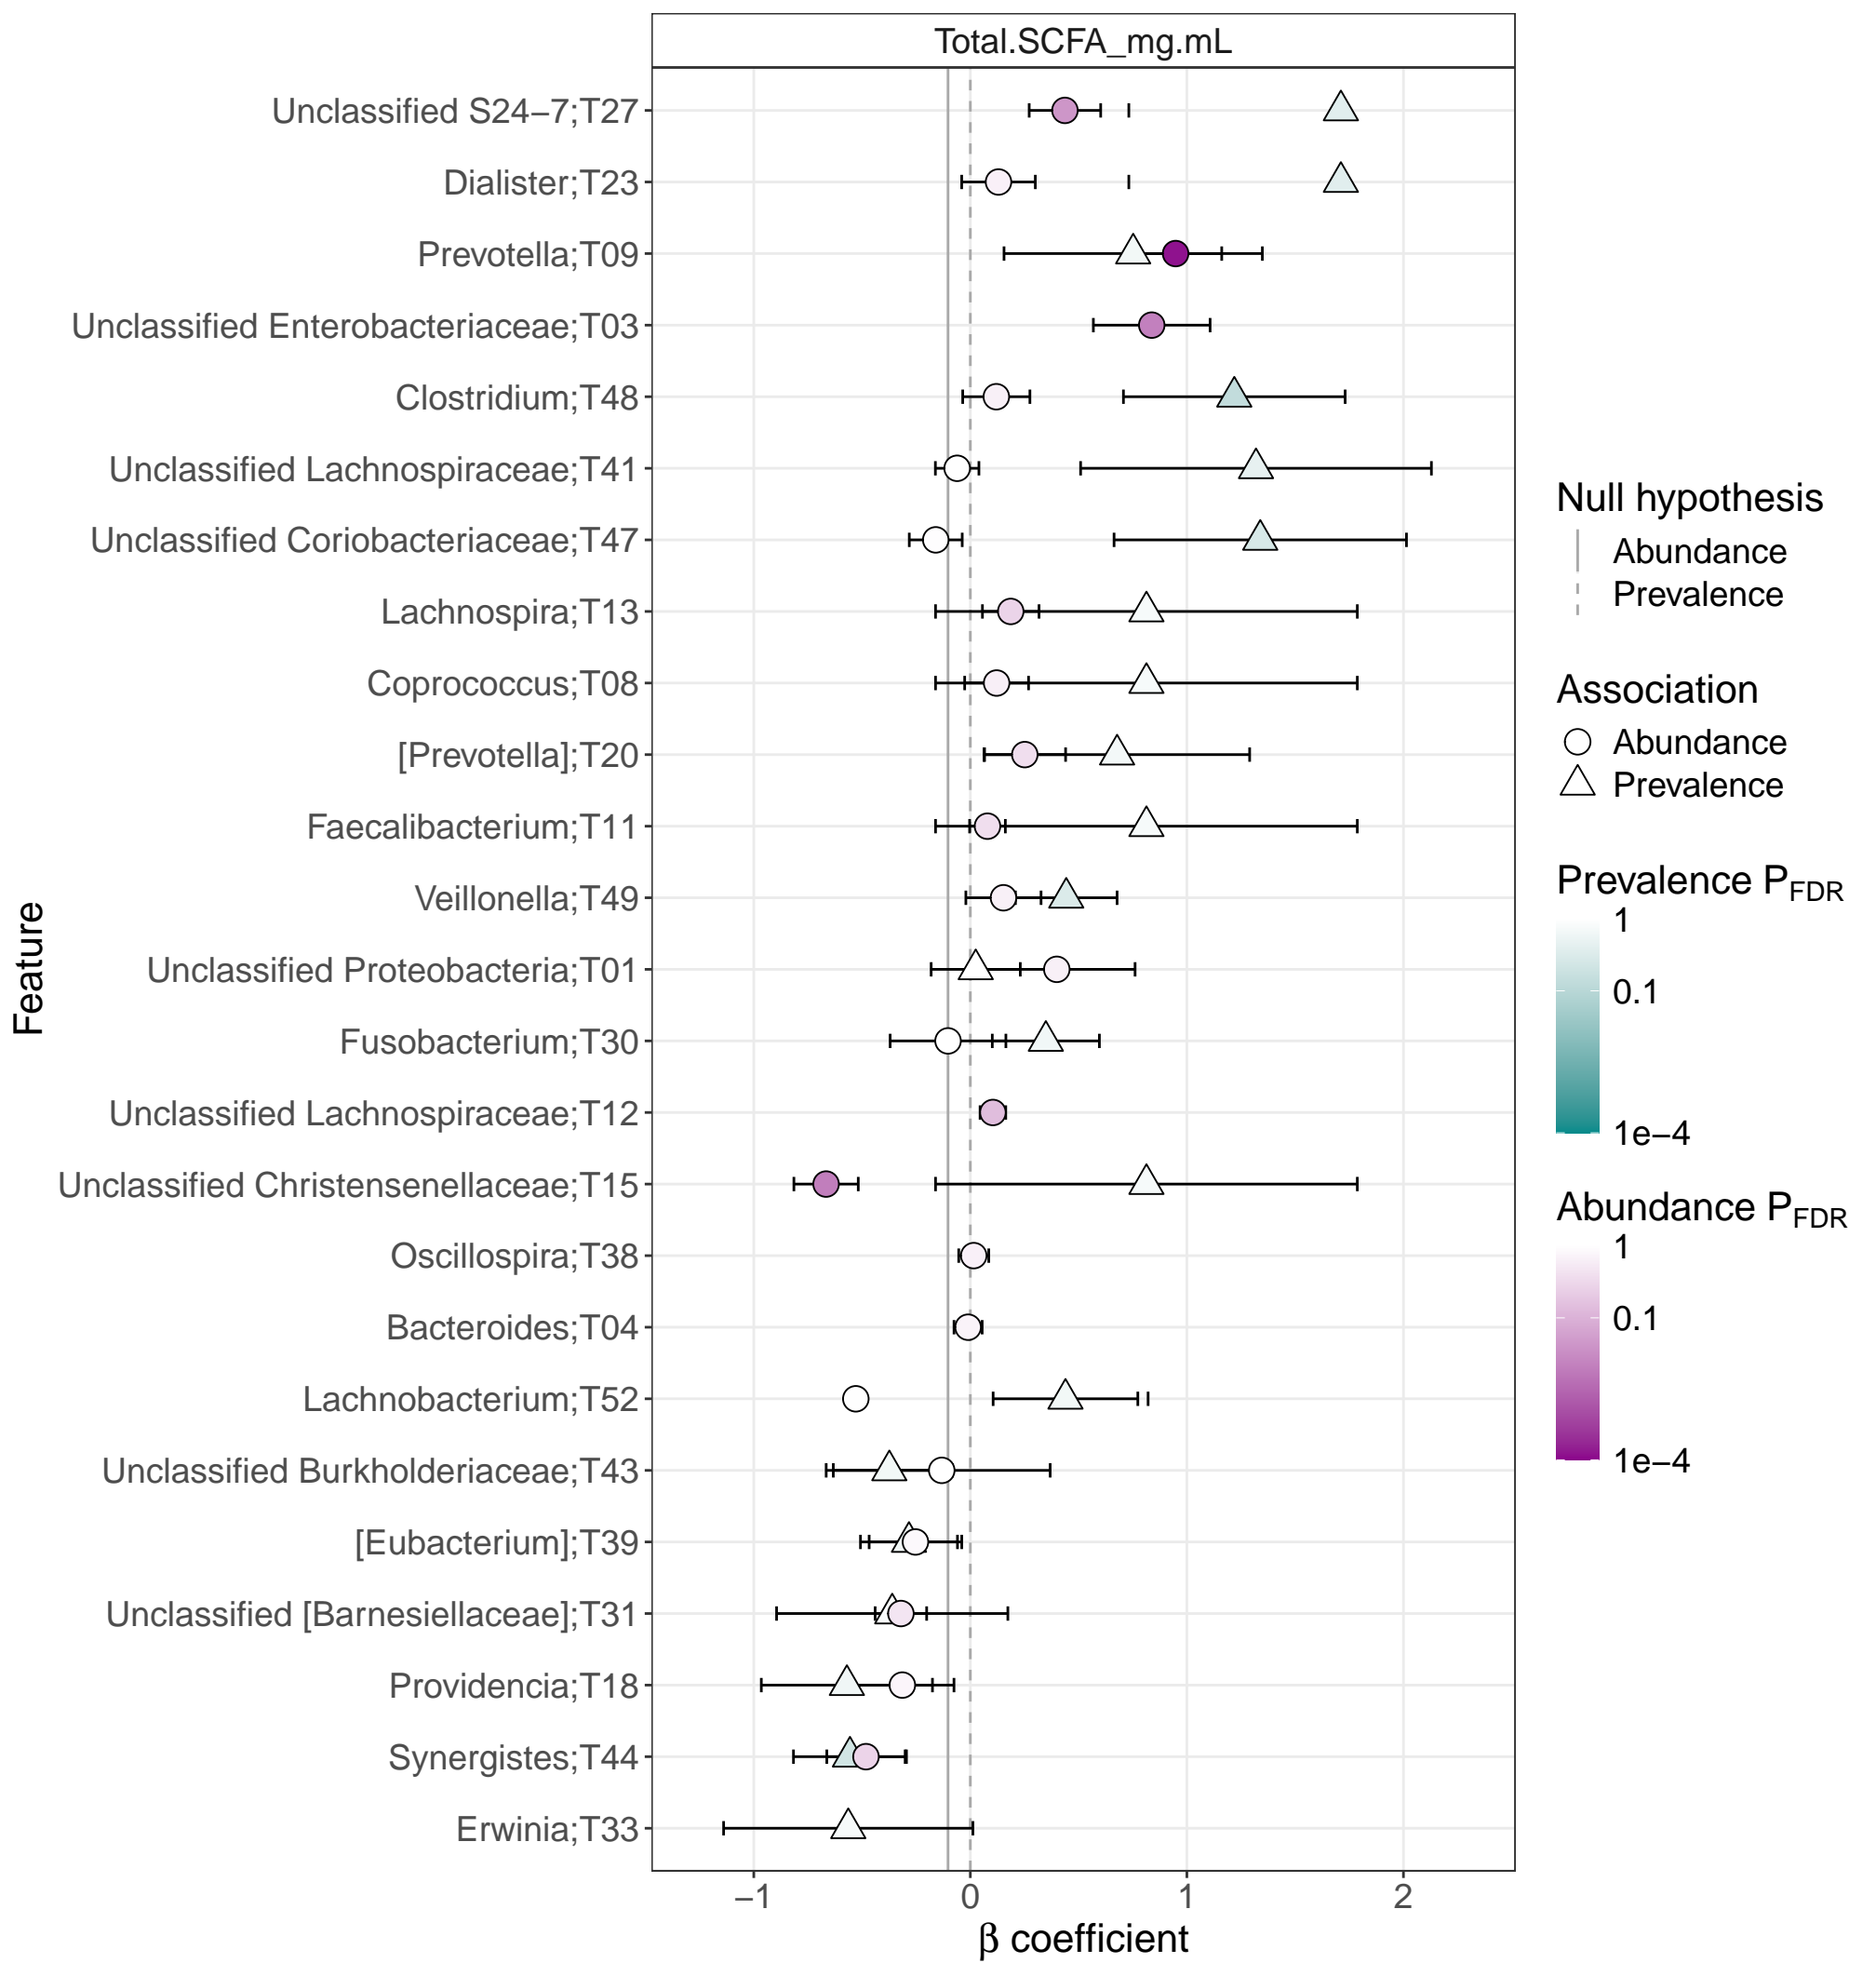 Total.SCFA_mg.mL
Unclassified S24−7;T27
Dialister;T23
Prevotella;T09
Unclassified Enterobacteriaceae;T03
Clostridium;T48
Unclassified Lachnospiraceae;T41
Unclassified Coriobacteriaceae;T47
Lachnospira;T13
Coprococcus;T08
[Prevotella];T20
Faecalibacterium;T11
Veillonella;T49
Unclassified Proteobacteria;T01
Fusobacterium;T30
Unclassified Lachnospiraceae;T12
Unclassified Christensenellaceae;T15
Oscillospira;T38
Bacteroides;T04
Lachnobacterium;T52
Unclassified Burkholderiaceae;T43
[Eubacterium];T39
Unclassified [Barnesiellaceae];T31
Providencia;T18
Synergistes;T44
Erwinia;T33
Feature
−1 0 1 2
β coefficient
Null hypothesis
Abundance
Prevalence
Association
Abundance
Prevalence
Prevalence PFDR
1
0.1
1e−4
Abundance PFDR
1
0.1
1e−4